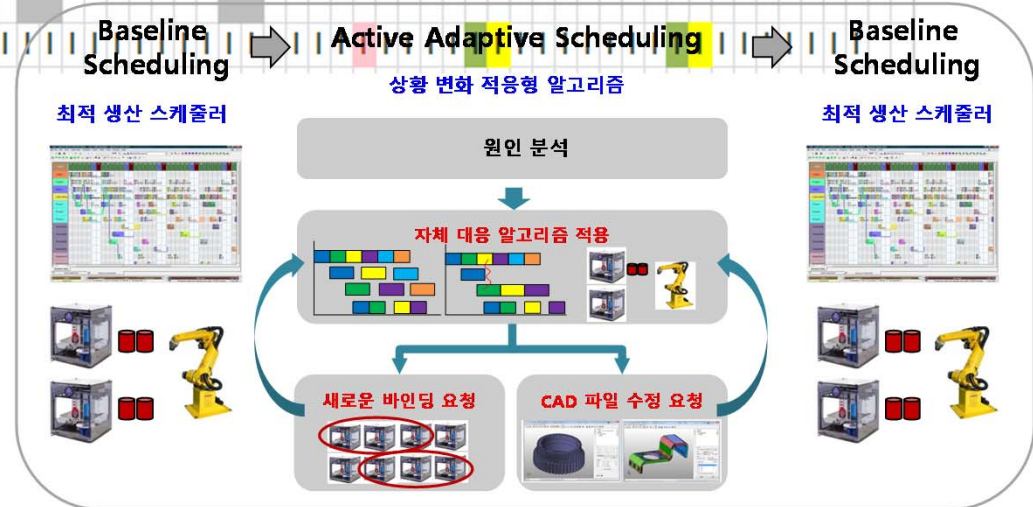 Baseline
Scheduling
최적 생산 스케줄러
Active Adaptive Scheduling
상황 변화 적응형 알고리즘
원인 분석
자체 대응 알고리즘 적용
새로운 바인딩 요청
CAD 파일 수정 요청
Baseline
Scheduling
최적 생산 스케줄러